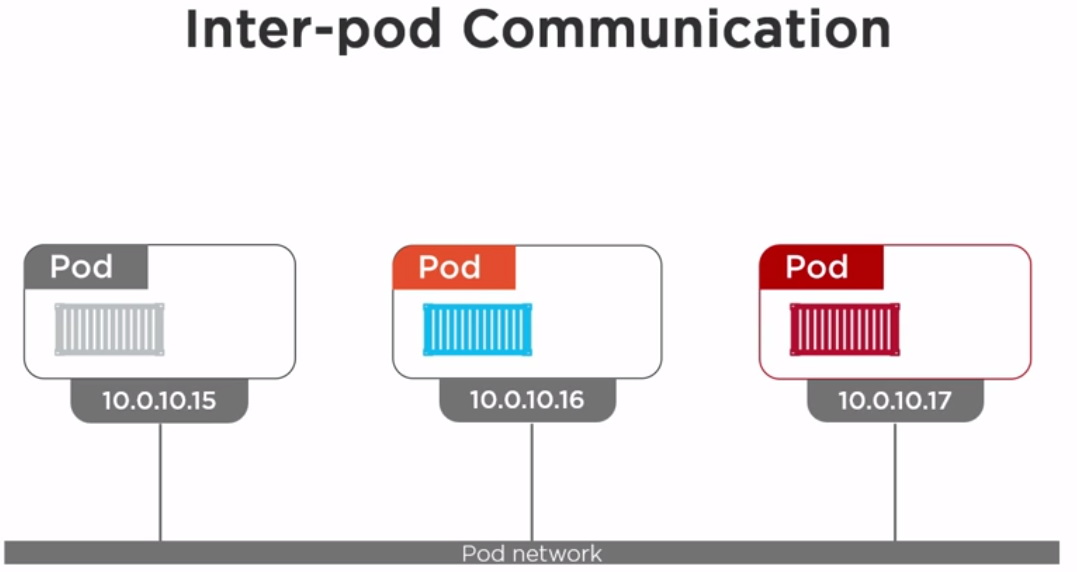 Inter-pod Communication
Pod
Pod
Pod
10.0.10.15
10.0.10.16
10.0.10.17
Pod network